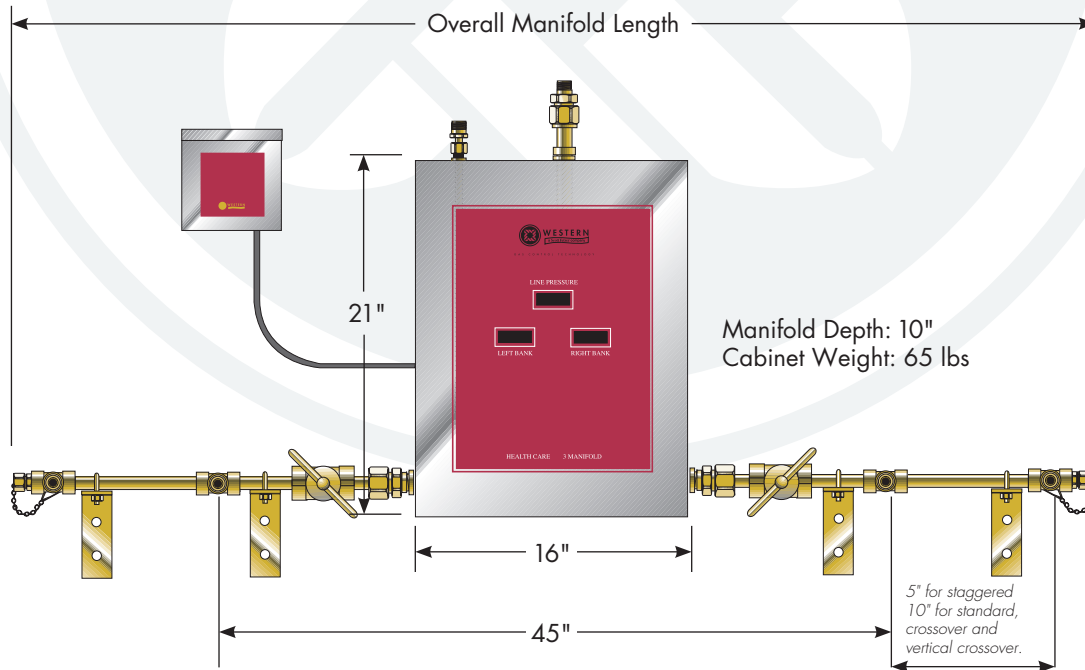 Overall Manifold Length
WESTERN
WESTERN
LINE PRESSURE
21"
LEFT BANK
RIGHT BANK
Manifold Depth: 10"
Cabinet Weight: 65 lbs
HEALTH CARE 3 MANIFOLD
16"
5" for staggered
10" for standard,
crossover and
vertical crossover.
45"